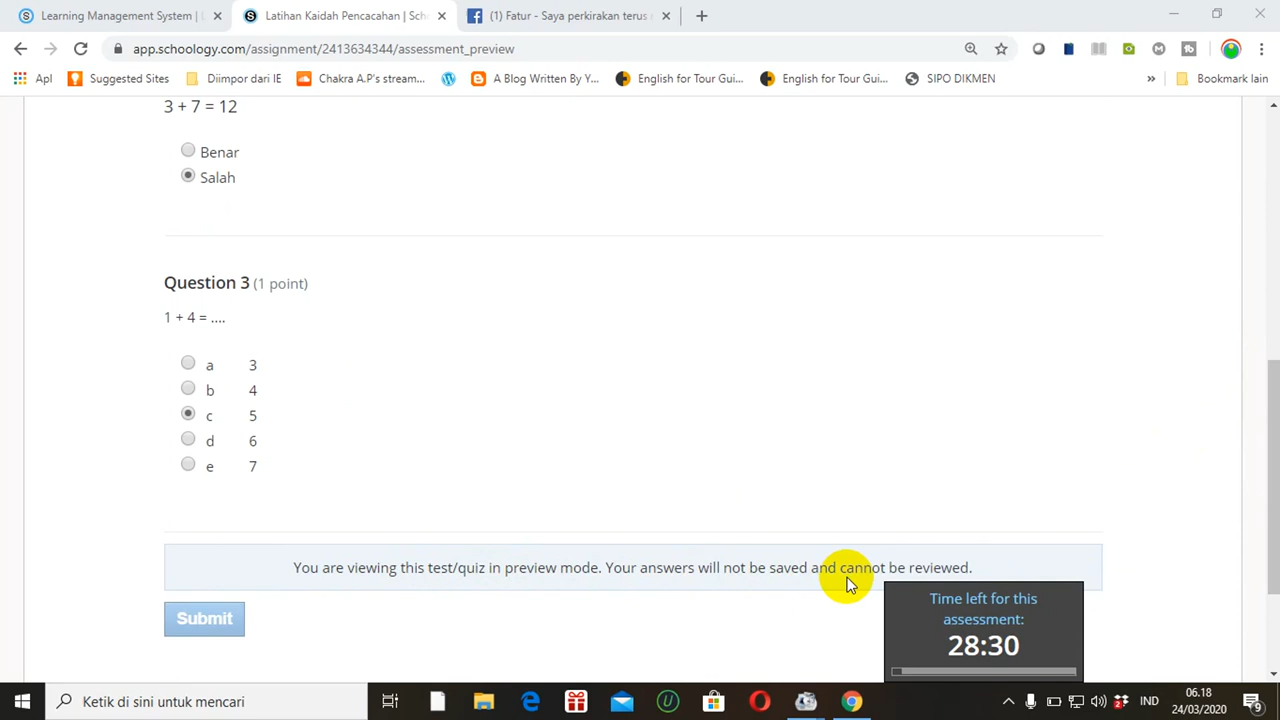 Learning Management System | L
Latihan Kaidah Pencacahan | Scho
(1) Fatur - Saya perkirakan terus
app.schoology.com/assignment/2413634344/assessment_preview
Apl
Suggested Sites
Diimpor dari IE
Chakra A.P's stream...
A Blog Written By Y...
English for Tour Gui...
English for Tour Gui...
SIPO DIKMEN
»
Bookmark lain
3 + 7 = 12
Benar
Salah
Question 3 (1 point)
1 + 4 = ....
a 3
b 4
c 5
d 6
e 7
You are viewing this test/quiz in preview mode. Your answers will not be saved and cannot be reviewed.
Submit
Time left for this
assessment:
28:30
Ketik di sini untuk mencari
IND
06.18
24/03/2020